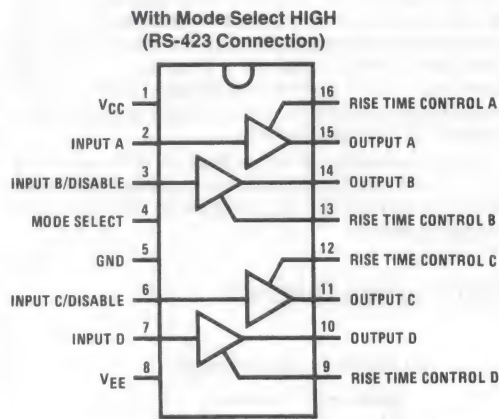 With Mode Select HIGH
(RS-423 Connection)
1 VCC
2 INPUT A
3 INPUT B/DISABLE
4 MODE SELECT
5 GND
6 INPUT C/DISABLE
7 INPUT D
8 VEE
16 RISE TIME CONTROL A
15 OUTPUT A
14 OUTPUT B
13 RISE TIME CONTROL B
12 RISE TIME CONTROL C
11 OUTPUT C
10 OUTPUT D
9 RISE TIME CONTROL D